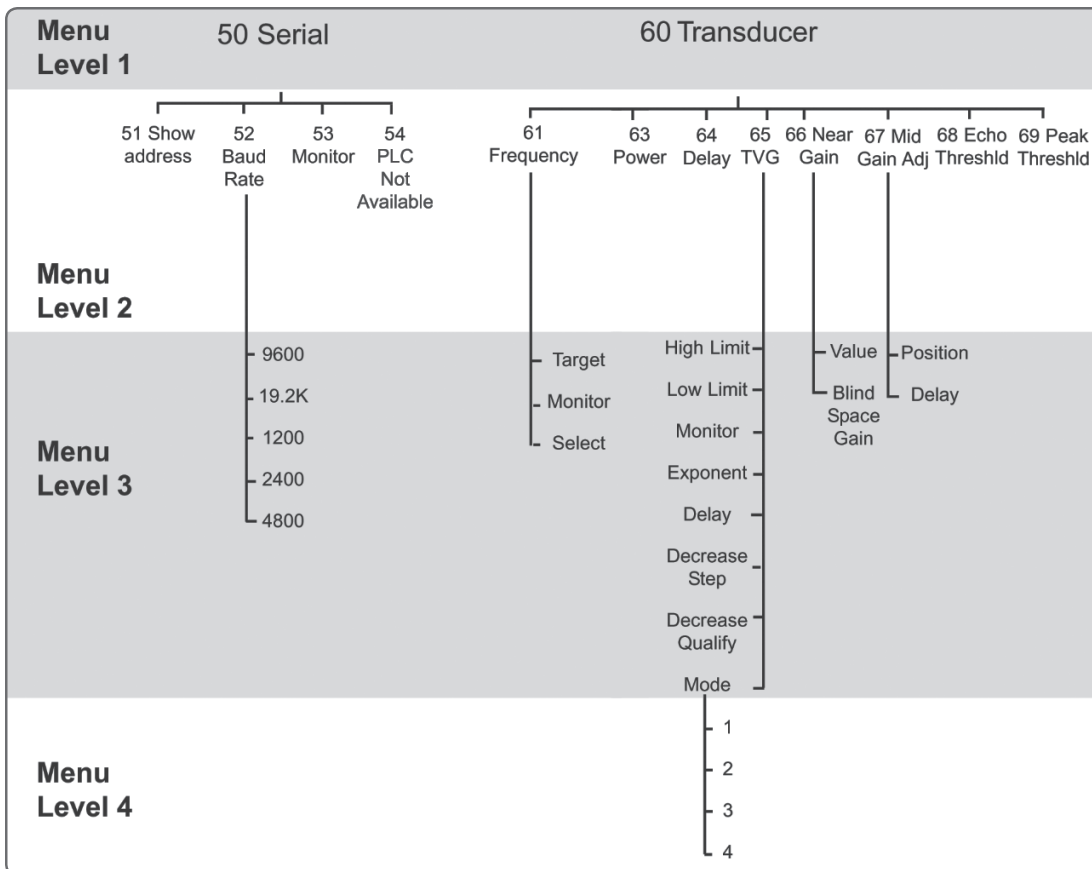 Menu
Level 1
50 Serial
60 Transducer
51 Show
address
52
Baud
Rate
53
Monitor
54
PLC
Not
Available
61
Frequency
63
Power
64
Delay
65
TVG
66 Near
Gain
67 Mid
Gain Adj
68 Echo
Threshld
69 Peak
Threshld
Menu
Level 2
Menu
Level 3
9600
19.2K
1200
2400
4800
Target
Monitor
Select
High Limit
Low Limit
Monitor
Exponent
Delay
Decrease
Step
Decrease
Qualify
Mode
Value
Blind
Space
Gain
Position
Delay
Menu
Level 4
1
2
3
4